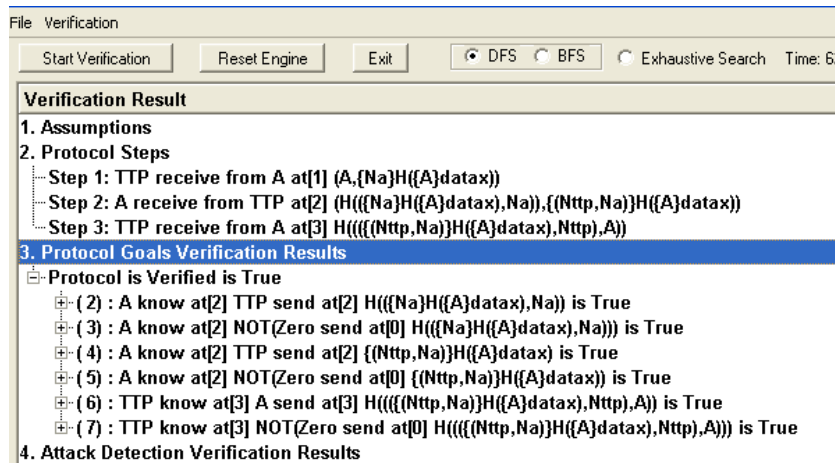 File Verification
Start Verification Reset Engine Exit DFS BFS Exhaustive Search Time: 6
Verification Result
1. Assumptions
2. Protocol Steps
Step 1: TTP receive from A at[1] (A,{Na}H({A}datax))
Step 2: A receive from TTP at[2] (H(({Na}H({A}datax),Na)),{(Nttp,Na)}H({A}datax))
Step 3: TTP receive from A at[3] H((({(Nttp,Na)}H({A}datax),Nttp),A))
3. Protocol Goals Verification Results
Protocol is Verified is True
( 2) : A know at[2] TTP send at[2] H(({Na}H({A}datax),Na)) is True
( 3) : A know at[2] NOT(Zero send at[0] H(({Na}H({A}datax),Na))) is True
( 4) : A know at[2] TTP send at[2] {(Nttp,Na)}H({A}datax) is True
( 5) : A know at[2] NOT(Zero send at[0] {(Nttp,Na)}H({A}datax)) is True
( 6) : TTP know at[3] A send at[3] H((({(Nttp,Na)}H({A}datax),Nttp),A)) is True
( 7) : TTP know at[3] NOT(Zero send at[0] H((({(Nttp,Na)}H({A}datax),Nttp),A))) is True
4. Attack Detection Verification Results